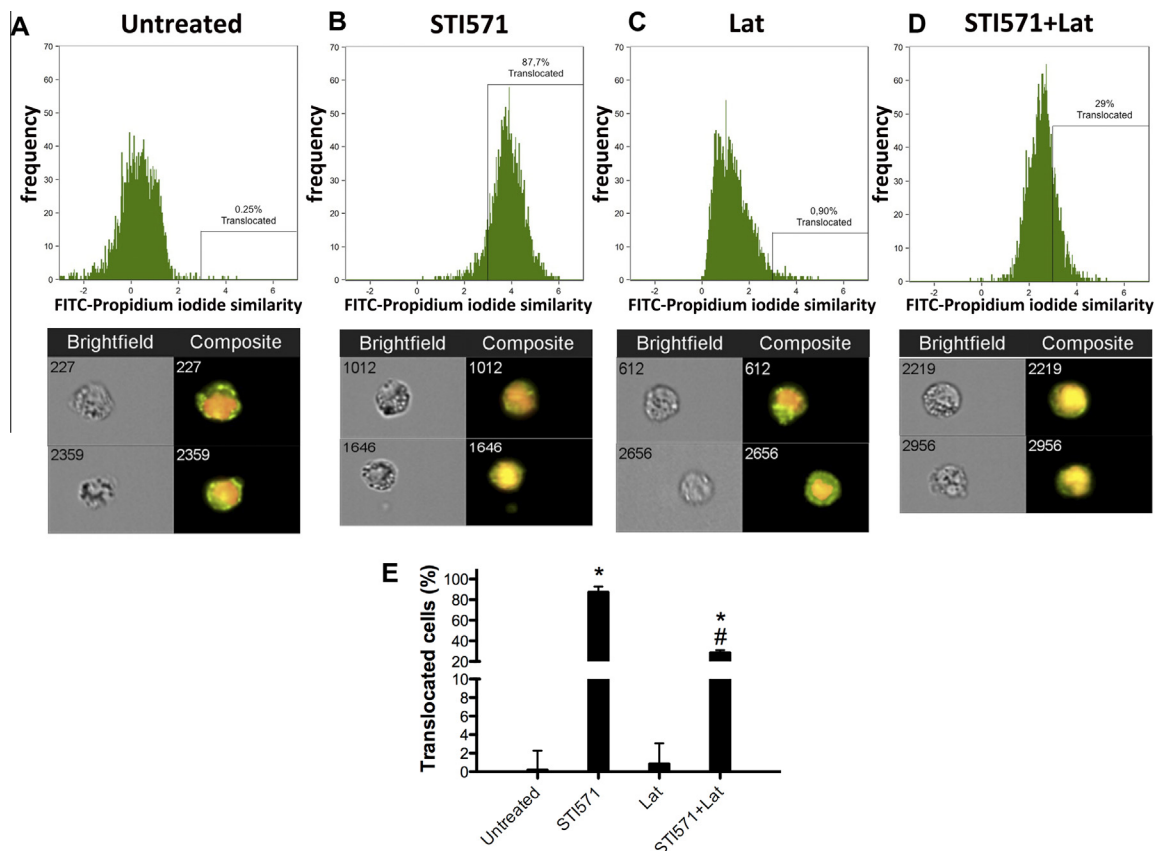 A Untreated
70
60
50
40
30
20
10
0
frequency
0.25%
Translocated
-2 0 2 4 6
FITC-Propidium iodide similarity
Brightfield Composite
227 227
2359 2359
B STI571
70
60
50
40
30
20
10
0
frequency
87,7%
Translocated
-2 0 2 4 6
FITC-Propidium iodide similarity
Brightfield Composite
1012 1012
1646 1646
C Lat
70
60
50
40
30
20
10
0
frequency
0,90%
Translocated
-2 0 2 4 6
FITC-Propidium iodide similarity
Brightfield Composite
612 612
2656 2656
D STI571+Lat
70
60
50
40
30
20
10
0
frequency
29%
Translocated
-2 0 2 4 6
FITC-Propidium iodide similarity
Brightfield Composite
2219 2219
2956 2956
E
Translocated cells (%)
100
80
60
40
20
10
8
6
4
2
0
*
*
#
Untreated
STI571
Lat
STI571+Lat